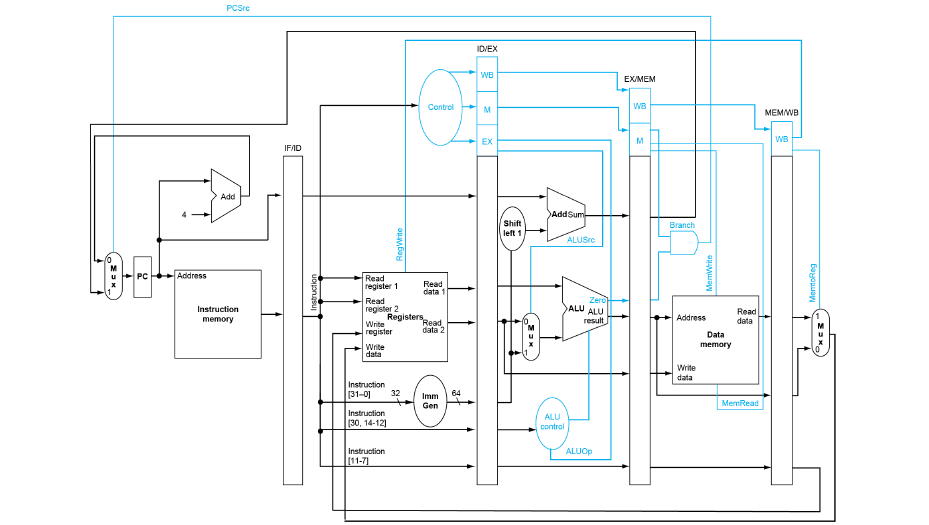 PCSrc
ID/EX
WB
EX/MEM
Control
M
WB
MEM/WB
EX
M
WB
IF/ID
Add
4
RegWrite
Shift
left 1
Add Sum
Branch
ALUSrc
0
M
u
x
1
PC
Address
Instruction
memory
Instruction
Read
register 1
Read
register 2
Write
register
Write
data
Registers
Read
data 1
Read
data 2
0
M
u
x
1
ALU
Zero
ALU
result
MemWrite
Address
Read
data
Data
memory
Write
data
MemtoReg
1
M
u
x
0
Instruction
[31–0]
32
Imm
Gen
64
MemRead
Instruction
[30, 14-12]
ALU
control
Instruction
[11-7]
ALUOp